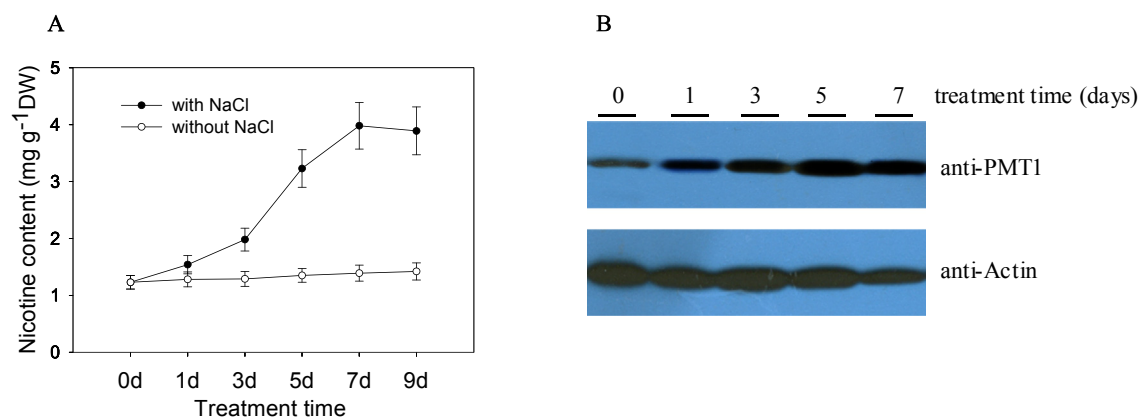 A
5
4
3
2
1
0
Nicotine content (mg g⁻¹DW)
with NaCl
without NaCl
0d 1d 3d 5d 7d 9d
Treatment time
B
0 1 3 5 7 treatment time (days)
anti-PMT1
anti-Actin